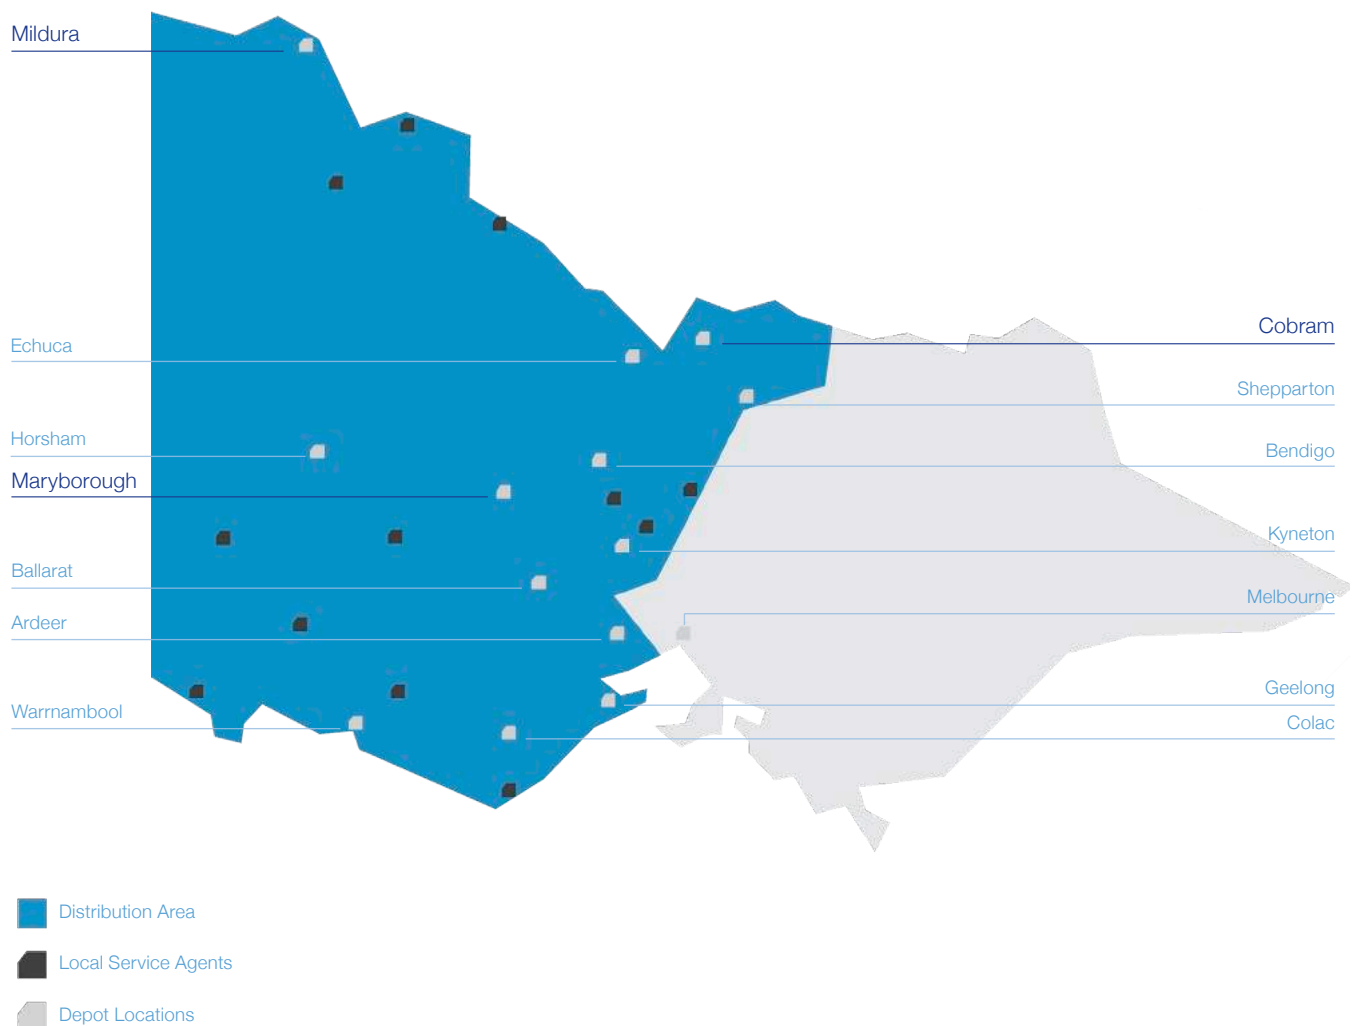 Mildura
Echuca
Horsham
Maryborough
Ballarat
Ardeer
Warrnambool
Cobram
Shepparton
Bendigo
Kyneton
Melbourne
Geelong
Colac
Distribution Area
Local Service Agents
Depot Locations